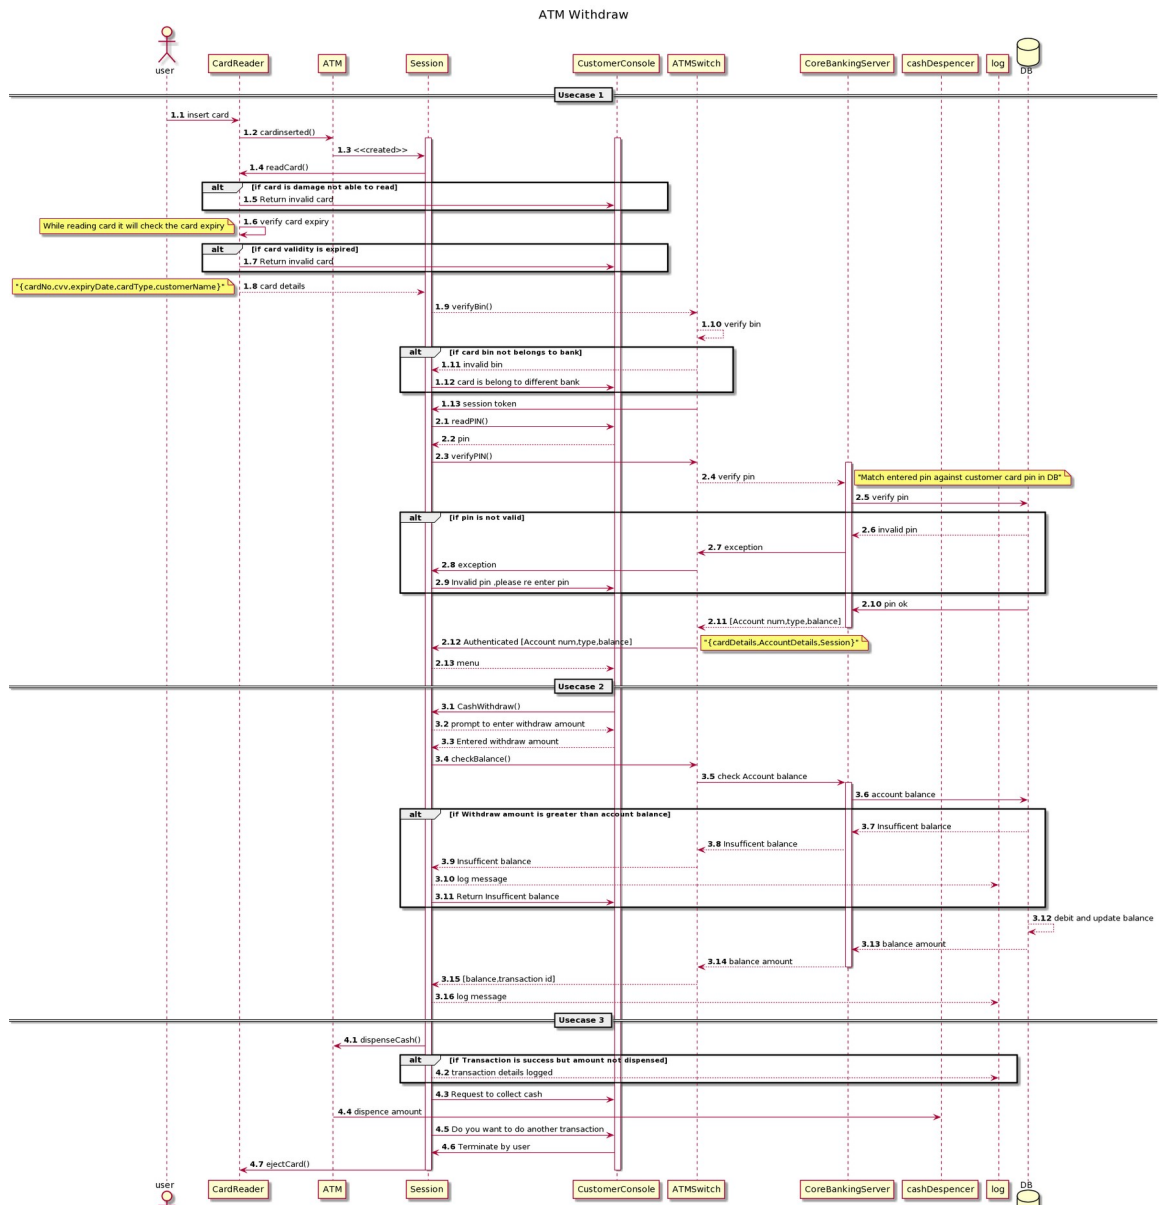 ATM Withdraw
user
CardReader
ATM
Session
CustomerConsole
ATMSwitch
CoreBankingServer
cashDespencer
log
DB
Usecase 1
1.1 insert card
1.2 cardinserted()
1.3 <<created>>
1.4 readCard()
alt [if card is damage not able to read]
1.5 Return invalid card
While reading card it will check the card expiry
1.6 verify card expiry
alt [if card validity is expired]
1.7 Return invalid card
"{cardNo,cvv,expiryDate,cardType,customerName}"
1.8 card details
1.9 verifyBin()
1.10 verify bin
alt [if card bin not belongs to bank]
1.11 invalid bin
1.12 card is belong to different bank
1.13 session token
2.1 readPIN()
2.2 pin
2.3 verifyPIN()
2.4 verify pin
"Match entered pin against customer card pin in DB"
2.5 verify pin
alt [if pin is not valid]
2.6 invalid pin
2.7 exception
2.8 exception
2.9 Invalid pin ,please re enter pin
2.10 pin ok
2.11 [Account num,type,balance]
2.12 Authenticated [Account num,type,balance]
"{cardDetails,AccountDetails,Session}"
2.13 menu
Usecase 2
3.1 CashWithdraw()
3.2 prompt to enter withdraw amount
3.3 Entered withdraw amount
3.4 checkBalance()
3.5 check Account balance
3.6 account balance
alt [if Withdraw amount is greater than account balance]
3.7 Insufficent balance
3.8 Insufficent balance
3.9 Insufficent balance
3.10 log message
3.11 Return Insufficent balance
3.12 debit and update balance
3.13 balance amount
3.14 balance amount
3.15 [balance,transaction id]
3.16 log message
Usecase 3
4.1 dispenseCash()
alt [if Transaction is success but amount not dispensed]
4.2 transaction details logged
4.3 Request to collect cash
4.4 dispence amount
4.5 Do you want to do another transaction
4.6 Terminate by user
4.7 ejectCard()
user
CardReader
ATM
Session
CustomerConsole
ATMSwitch
CoreBankingServer
cashDespencer
log
DB